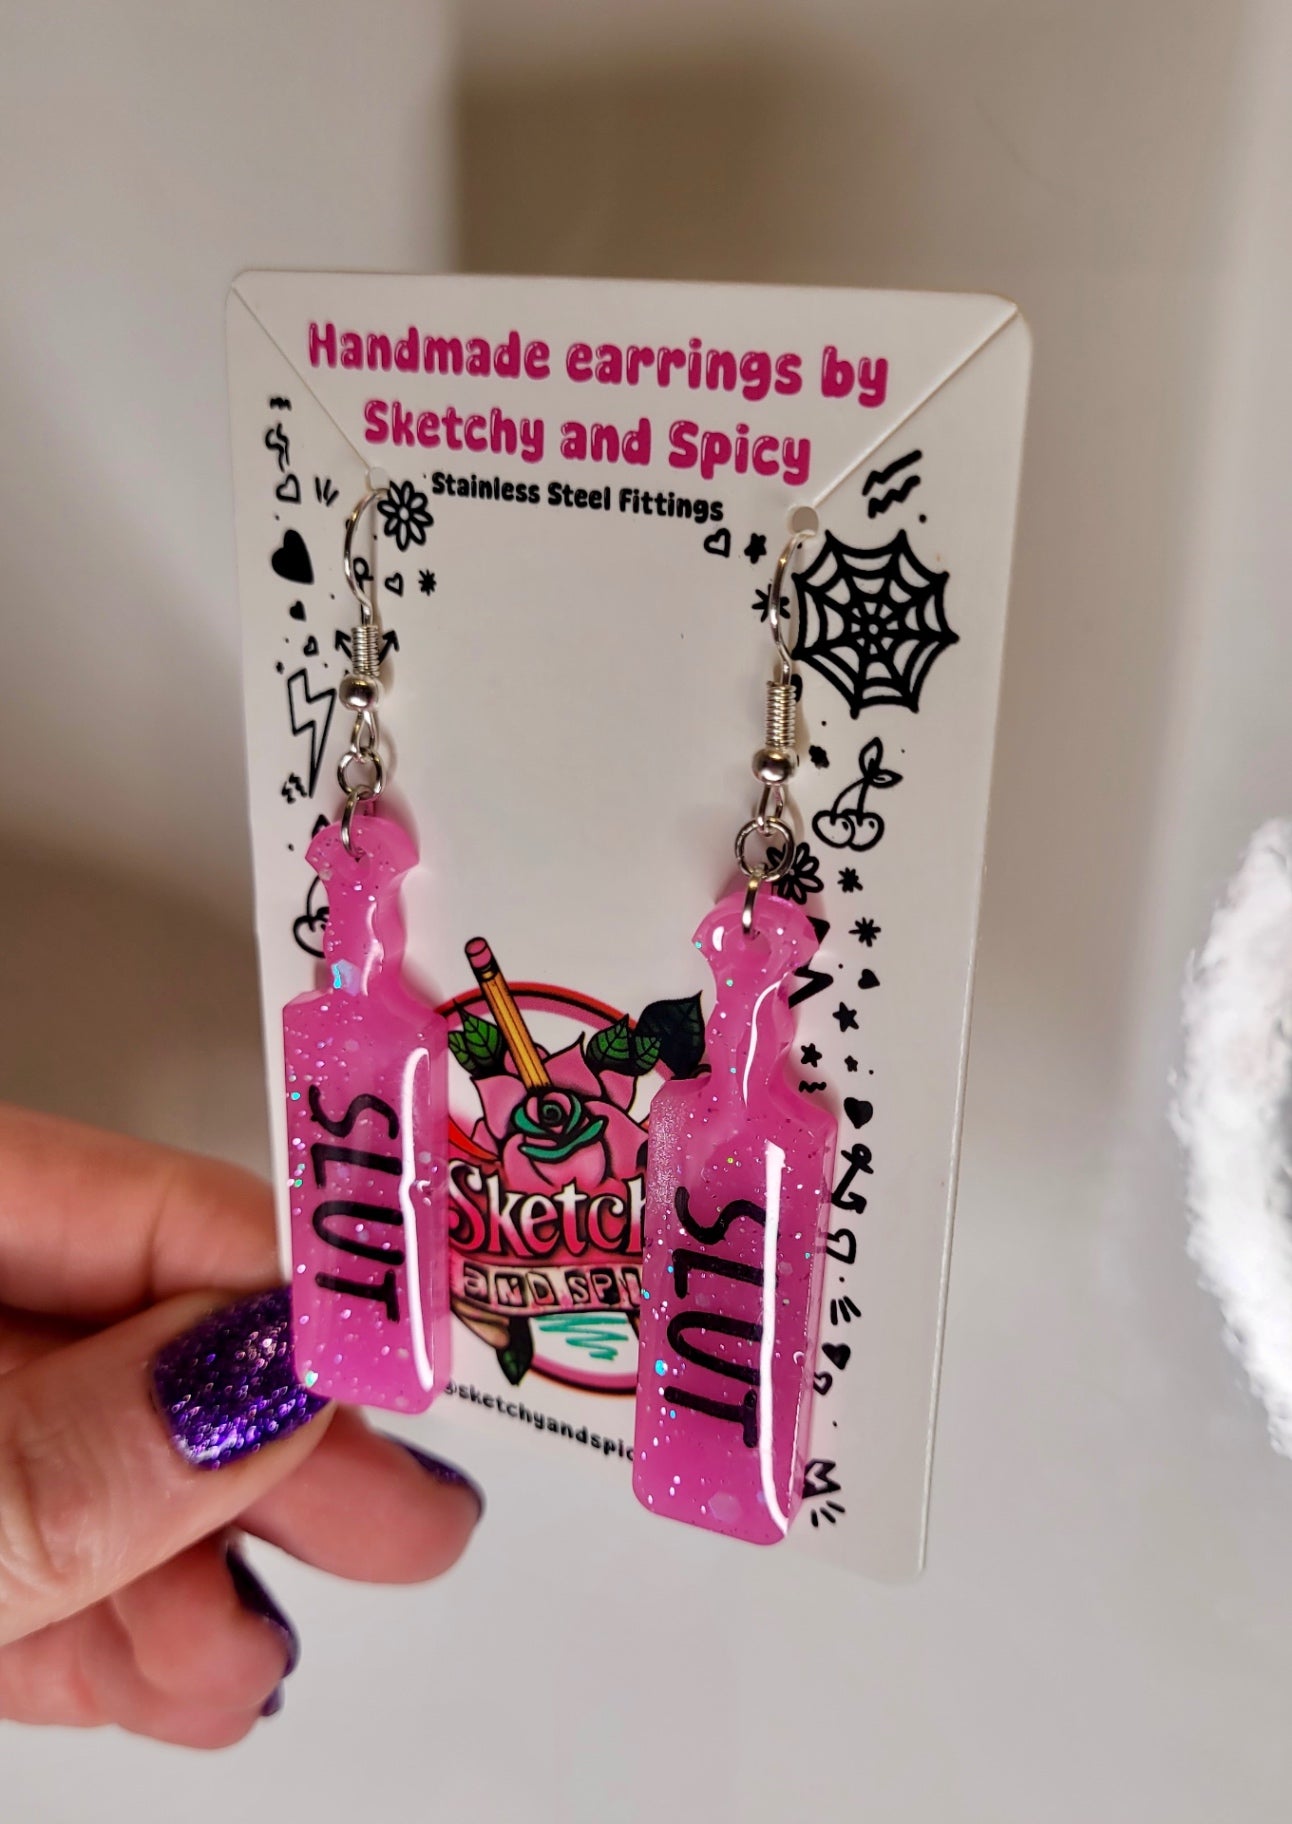 Handmade earrings by
Sketchy and Spicy
Stainless Steel Fittings
SLUT
SLUT